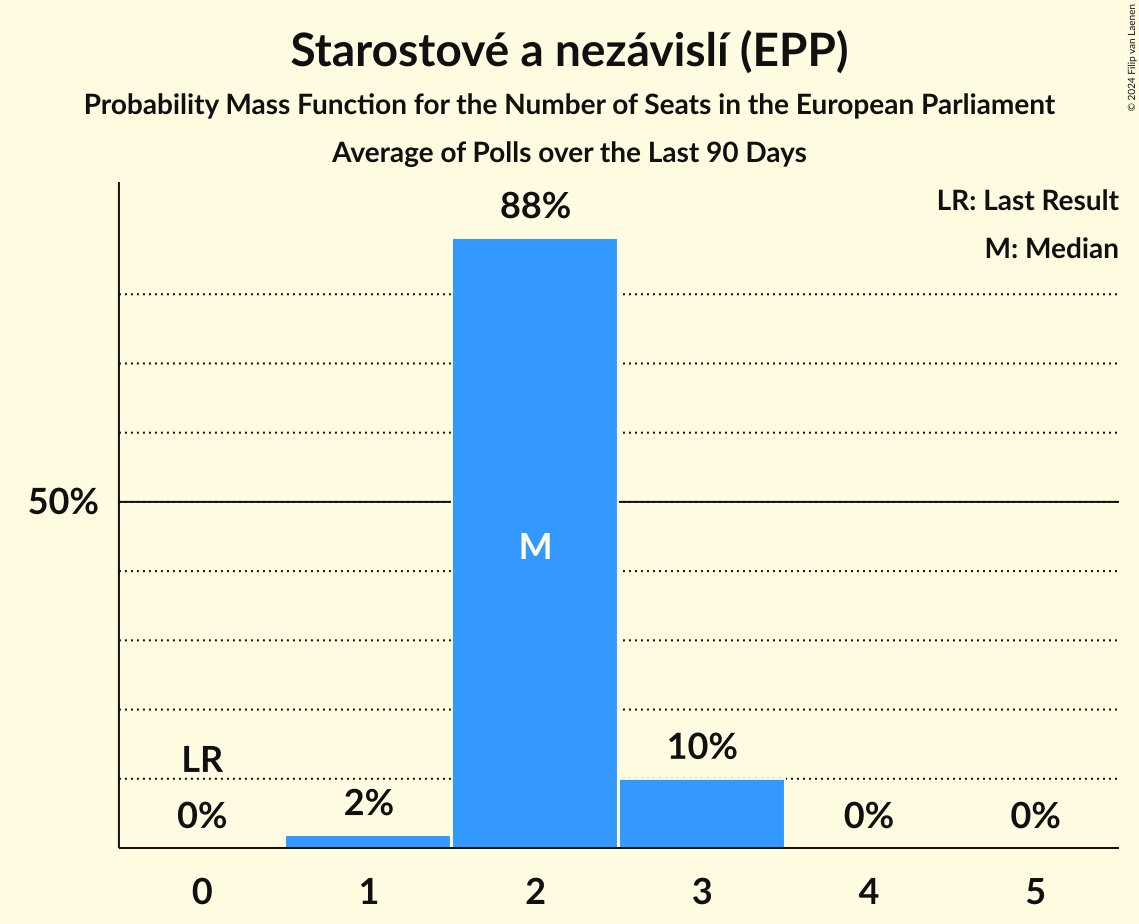 Starostové a nezávislí (EPP)
Probability Mass Function for the Number of Seats in the European Parliament
Average of Polls over the Last 90 Days
© 2024 Filip van Laenen
LR: Last Result
M: Median
88%
50%
M
LR
10%
0%
2%
0%
0%
0
1
2
3
4
5